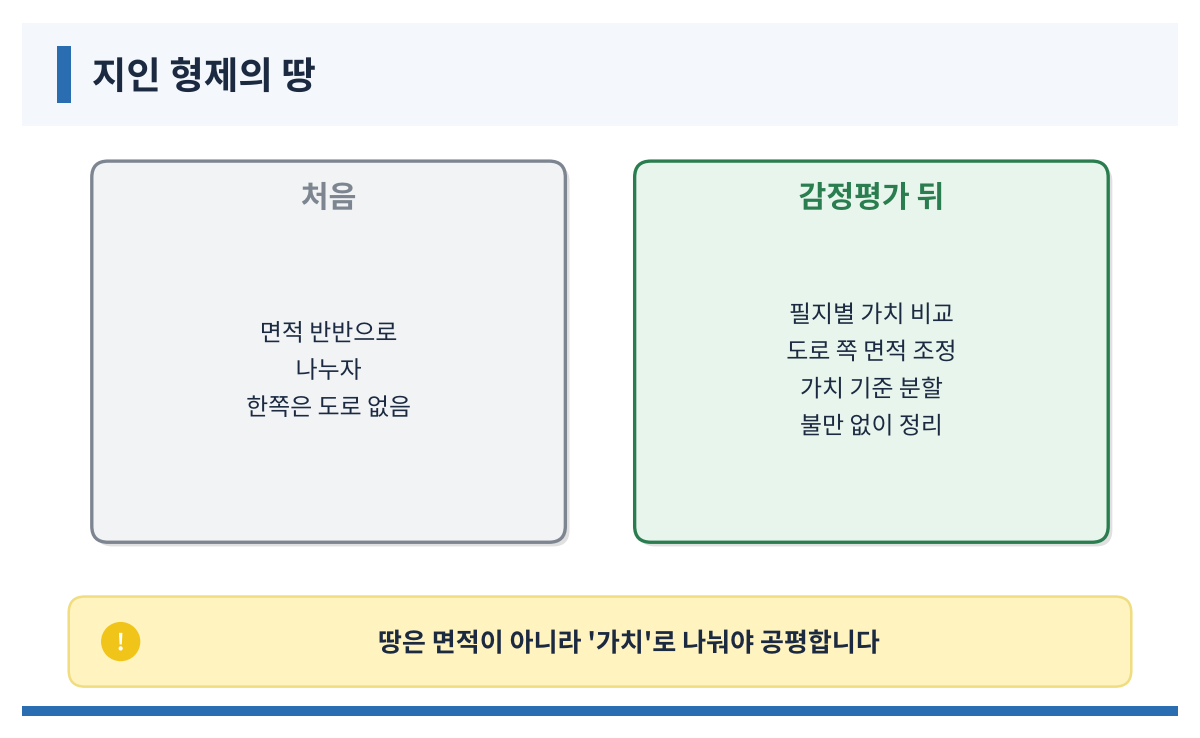 지인 형제의 땅
처음
면적 반반으로
나누자
한쪽은 도로 없음
감정평가 뒤
필지별 가치 비교
도로 쪽 면적 조정
가치 기준 분할
불만 없이 정리
!
땅은 면적이 아니라 '가치'로 나눠야 공평합니다